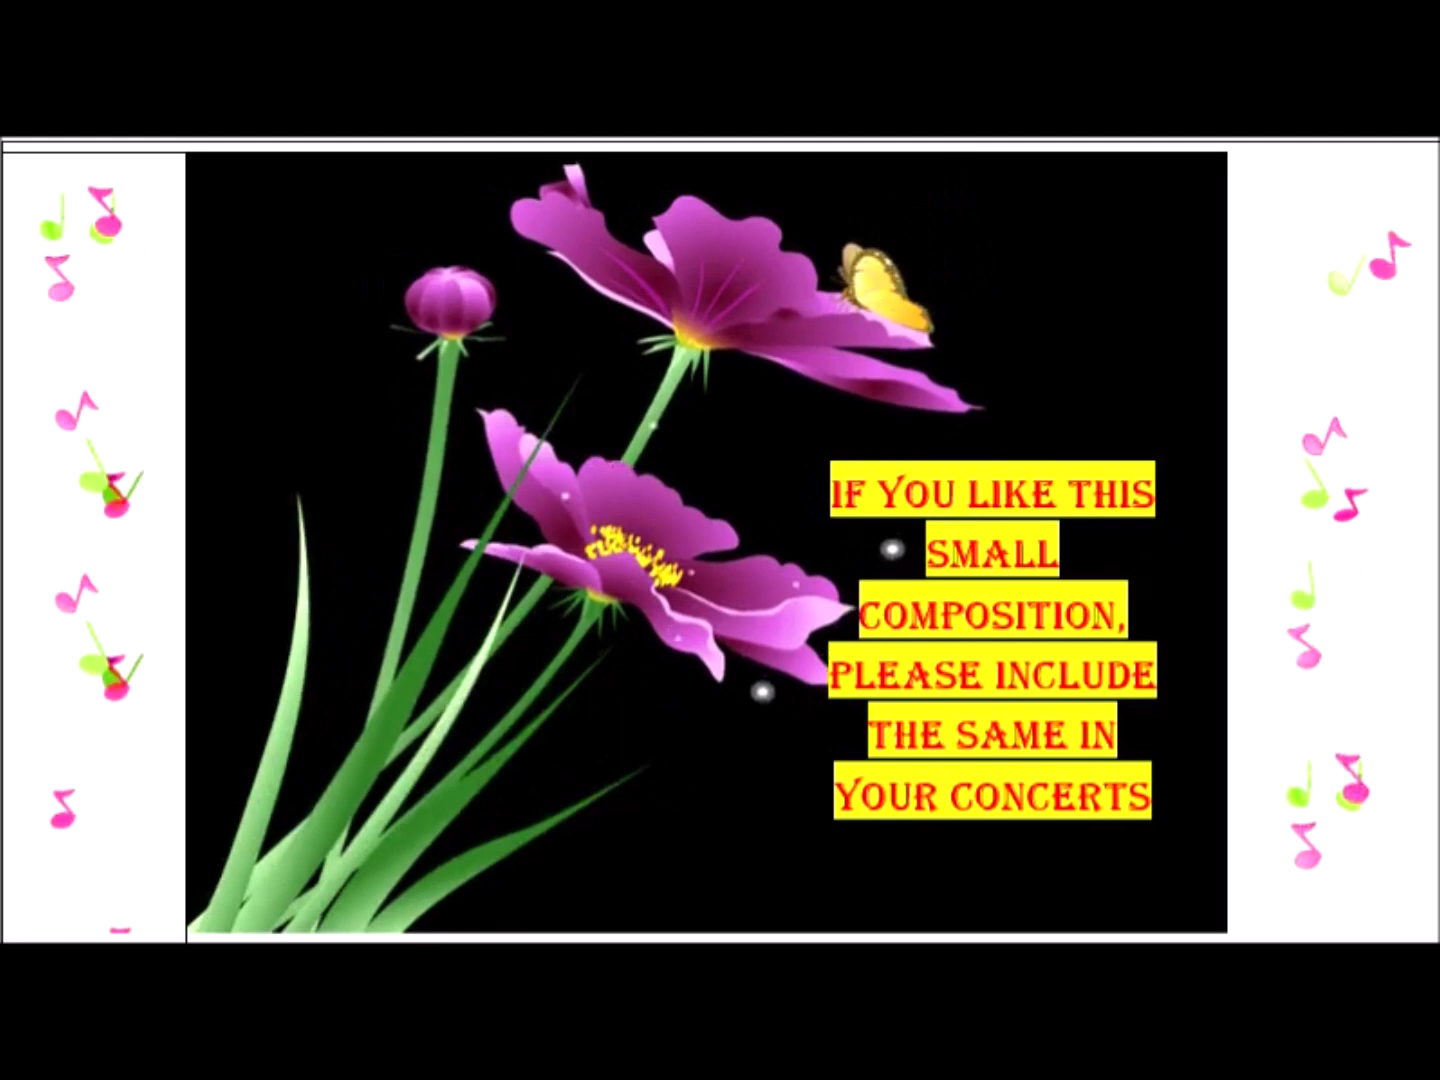 IF YOU LIKE THIS
SMALL
COMPOSITION,
PLEASE INCLUDE
THE SAME IN
YOUR CONCERTS